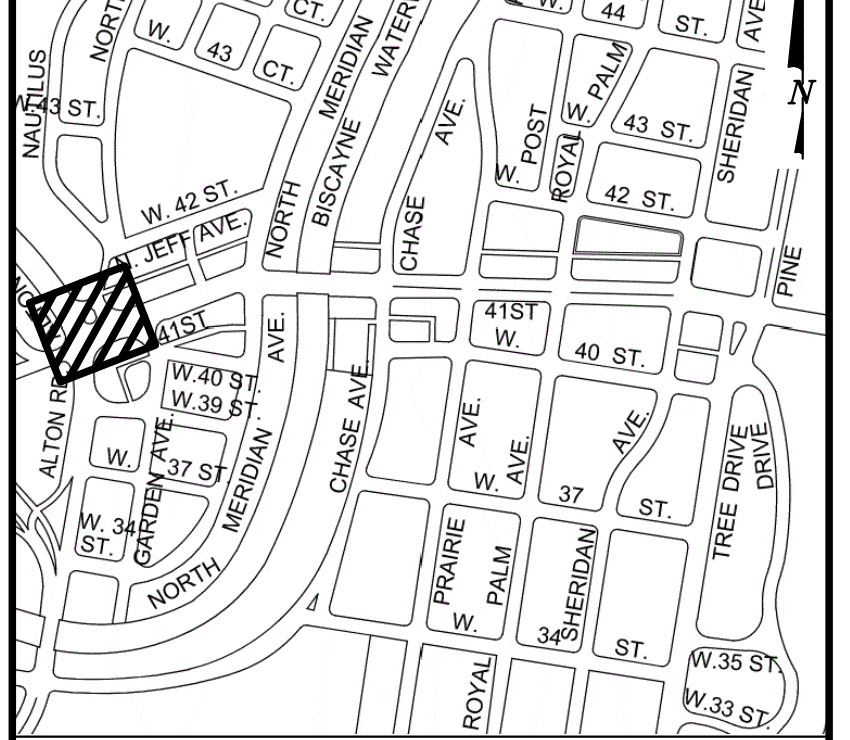 W.
44
ST.
AVE
CT.
NORTH
W.
43
CT.
MERIDIAN
WATER
BISCAYNE
NAUTILUS
W.43 ST.
AVE.
CHASE
PALM
W.
ROYAL
POST
W.
43 ST.
SHERIDAN
N
42 ST.
W. 42 ST.
NORTH
N. JEFF AVE.
PINE
41ST
W.
41ST
40 ST.
AVE.
W.40 ST.
W.39 ST.
ALTON RD
CHASE AVE.
AVE.
AVE.
AVE.
W.
37 ST.
GARDEN AVE.
MERIDIAN
W.
37
ST.
TREE DRIVE
DRIVE
W. 34
ST.
NORTH
PRAIRIE
PALM
W.
SHERIDAN
34
ST.
ROYAL
W.35 ST.
W.33 ST.